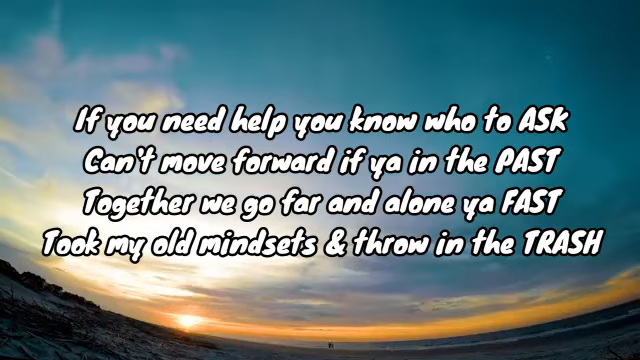 If you need help you know who to ASK
Can't move forward if ya in the PAST
Together we go far and alone ya FAST
Took my old mindsets & throw in the TRASH